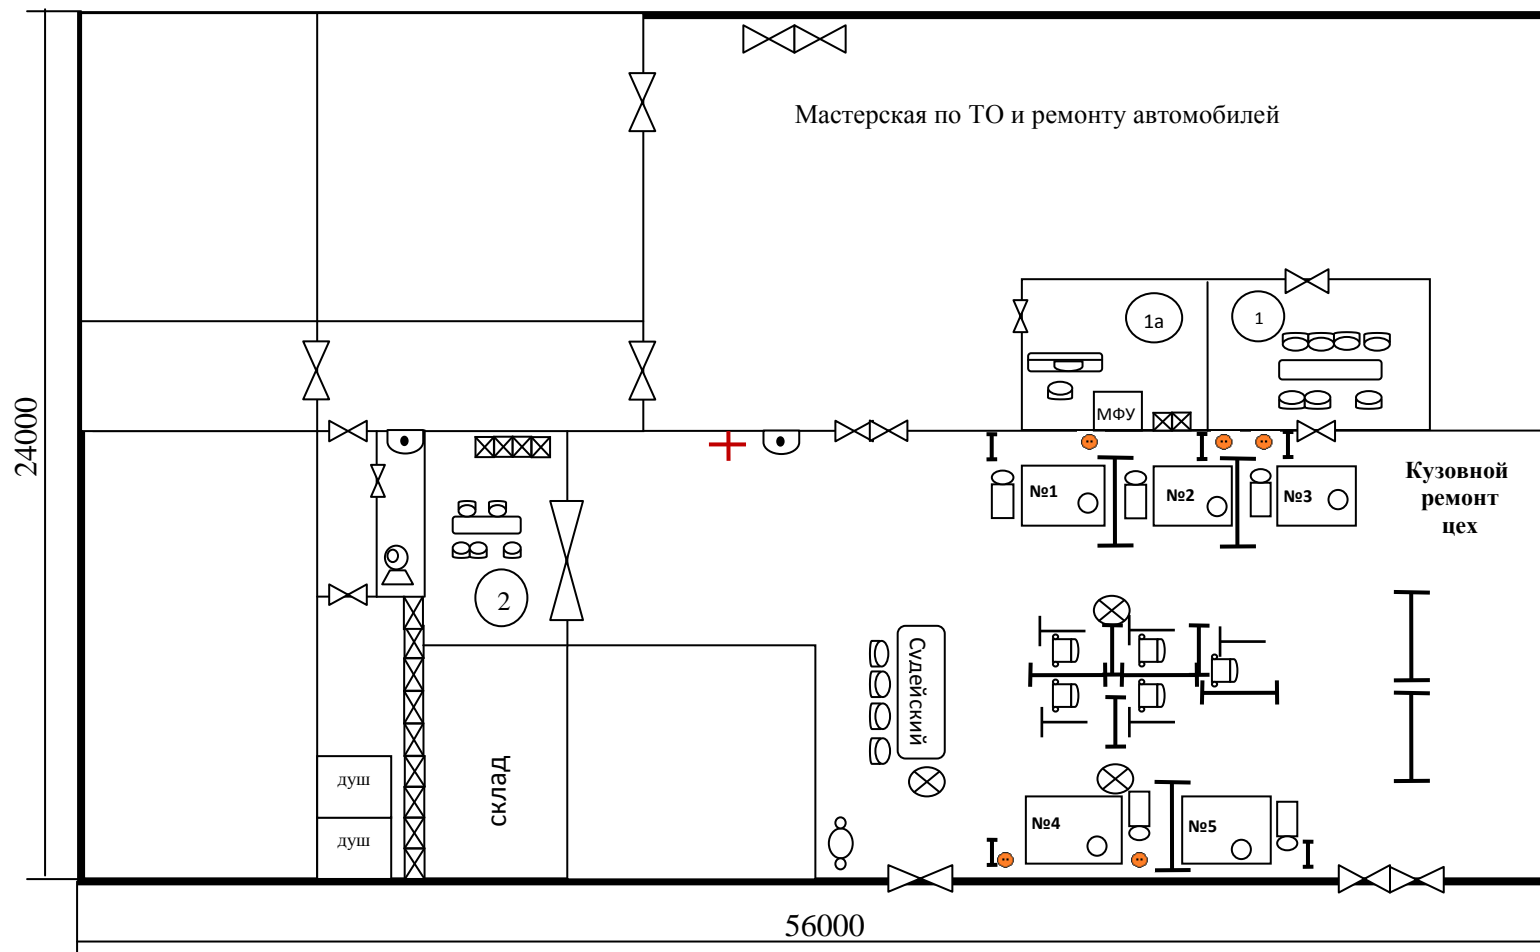 Мастерская по ТО и ремонту автомобилей
1а
1
МФУ
24000
№1
№2
№3
Кузовной
ремонт
цех
2
Судейский
склад
душ
душ
№4
№5
56000